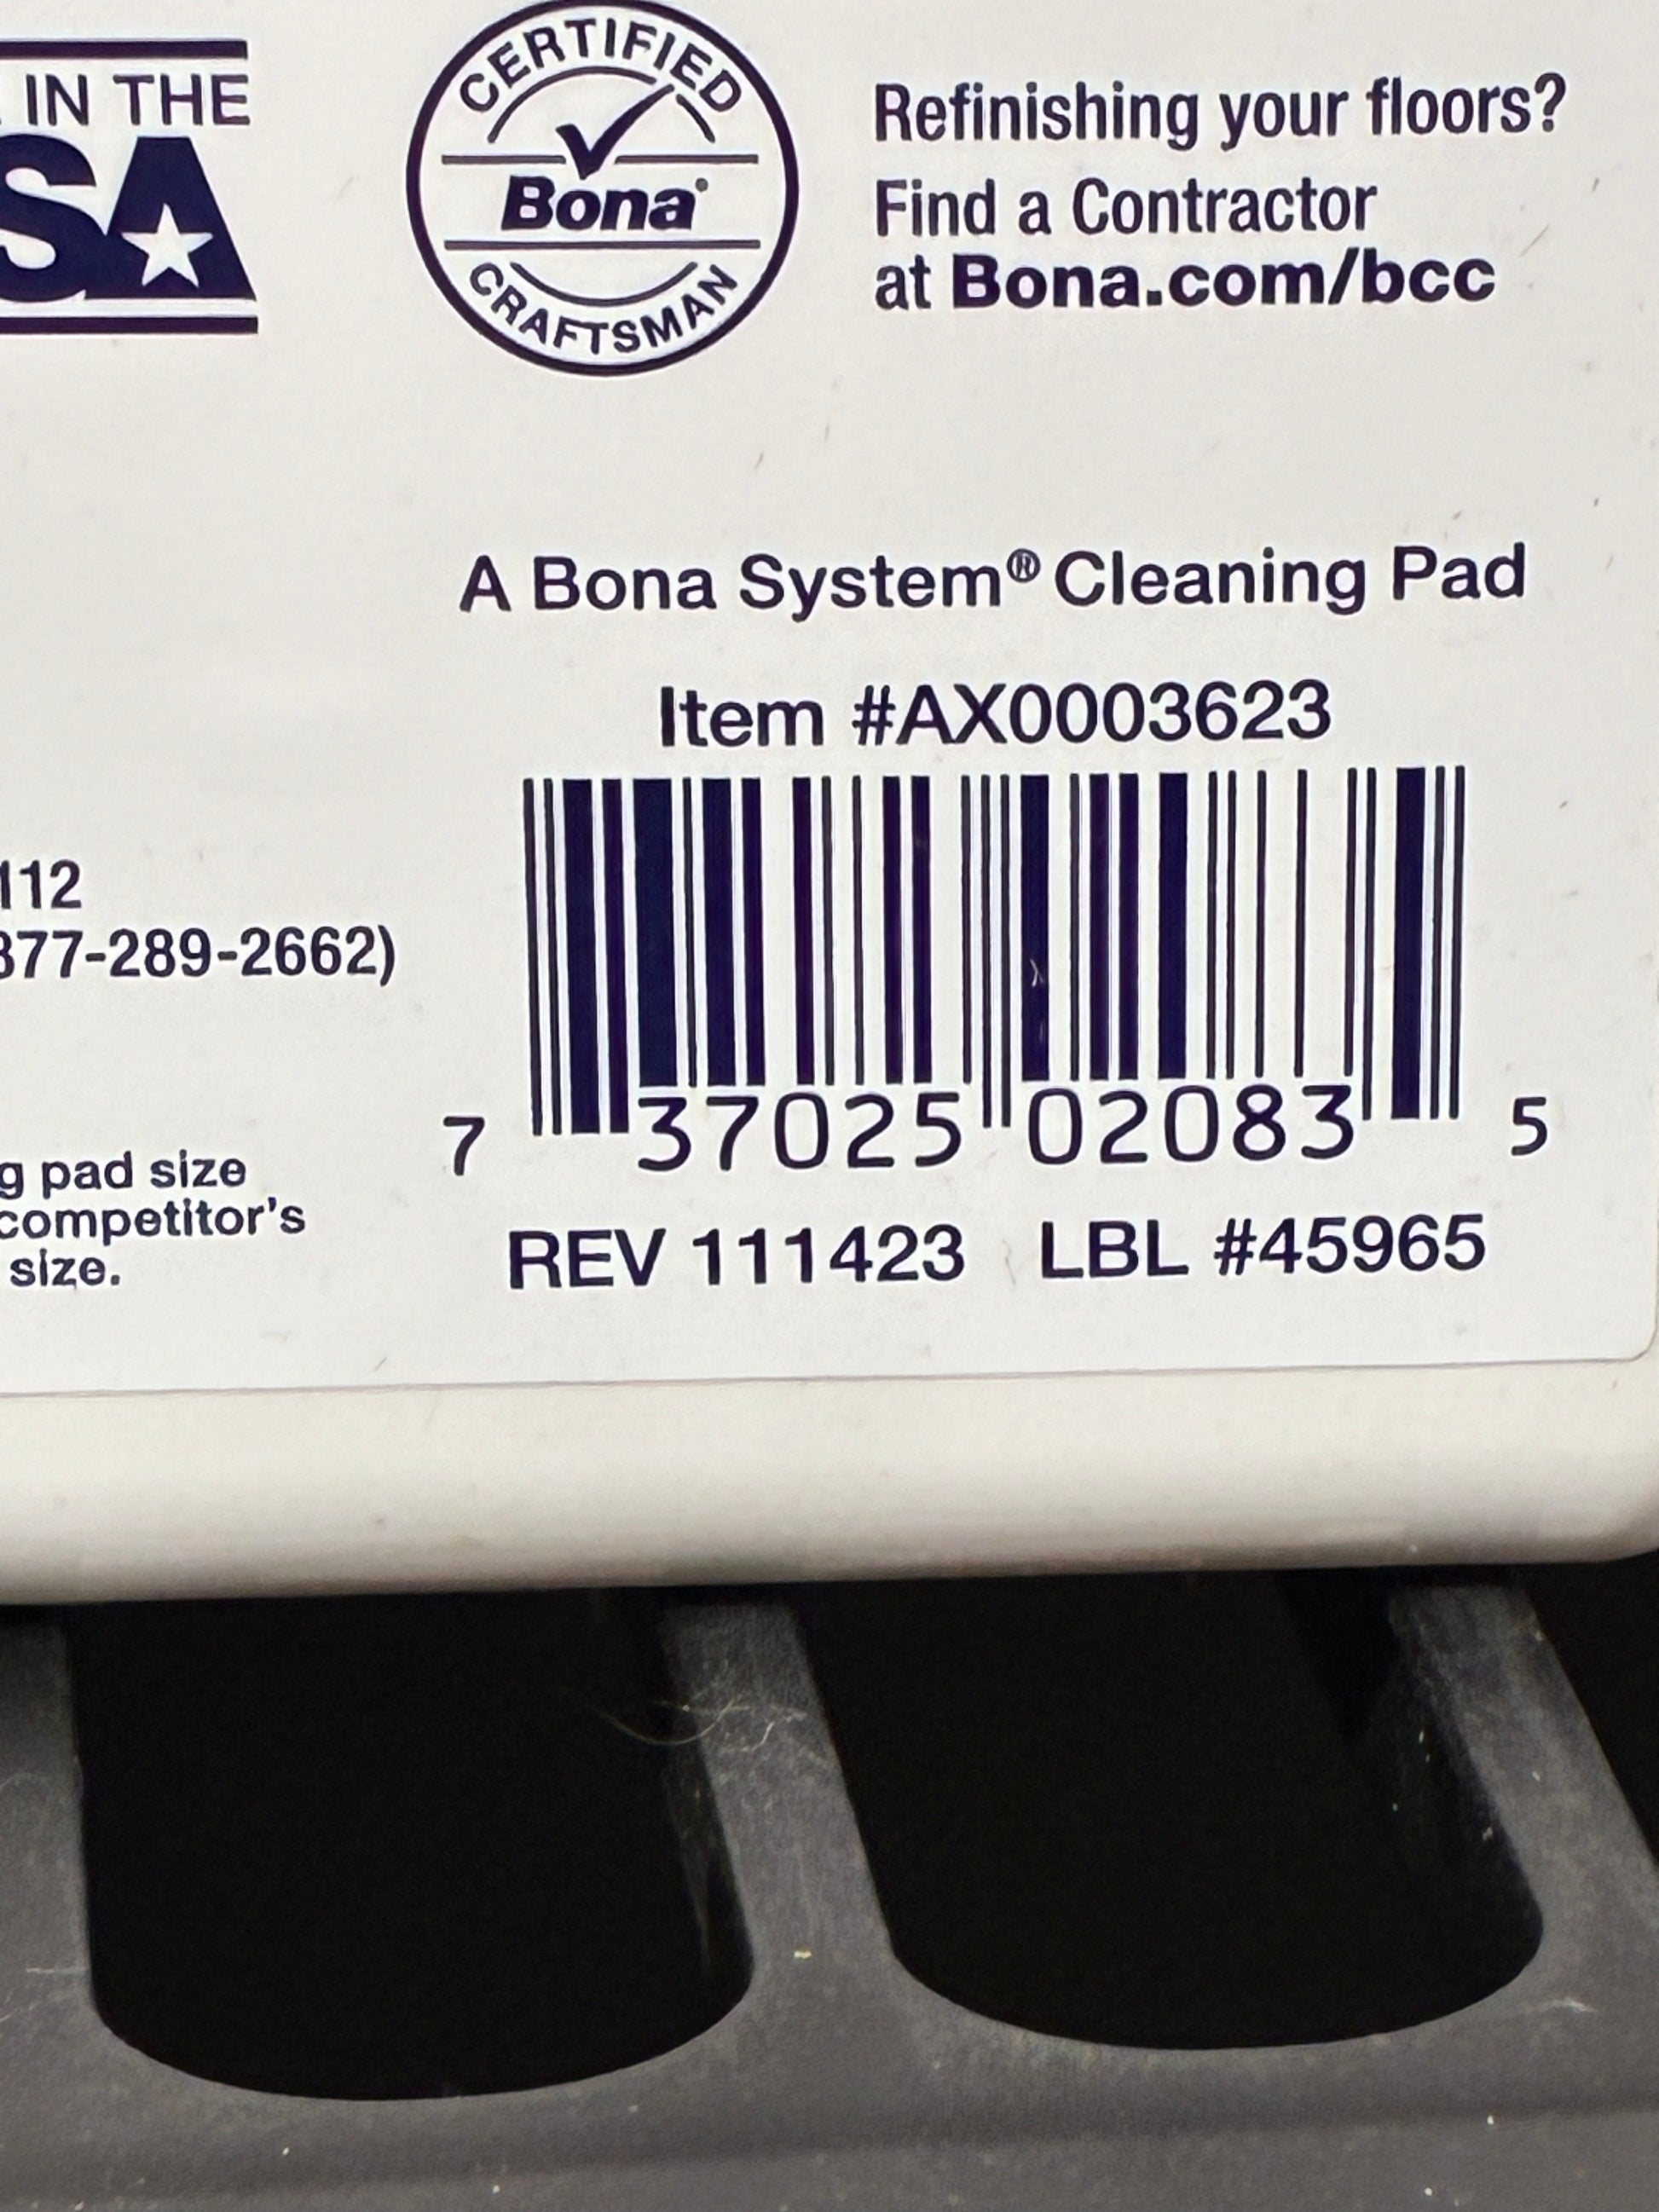 IN THE
SA
CERTIFIED
Bona®
CRAFTSMAN
Refinishing your floors?
Find a Contractor
at Bona.com/bcc
A Bona System® Cleaning Pad
Item #AX0003623
112
877-289-2662)
7 37025 02083 5
g pad size
competitor's
size.
REV 111423 LBL #45965